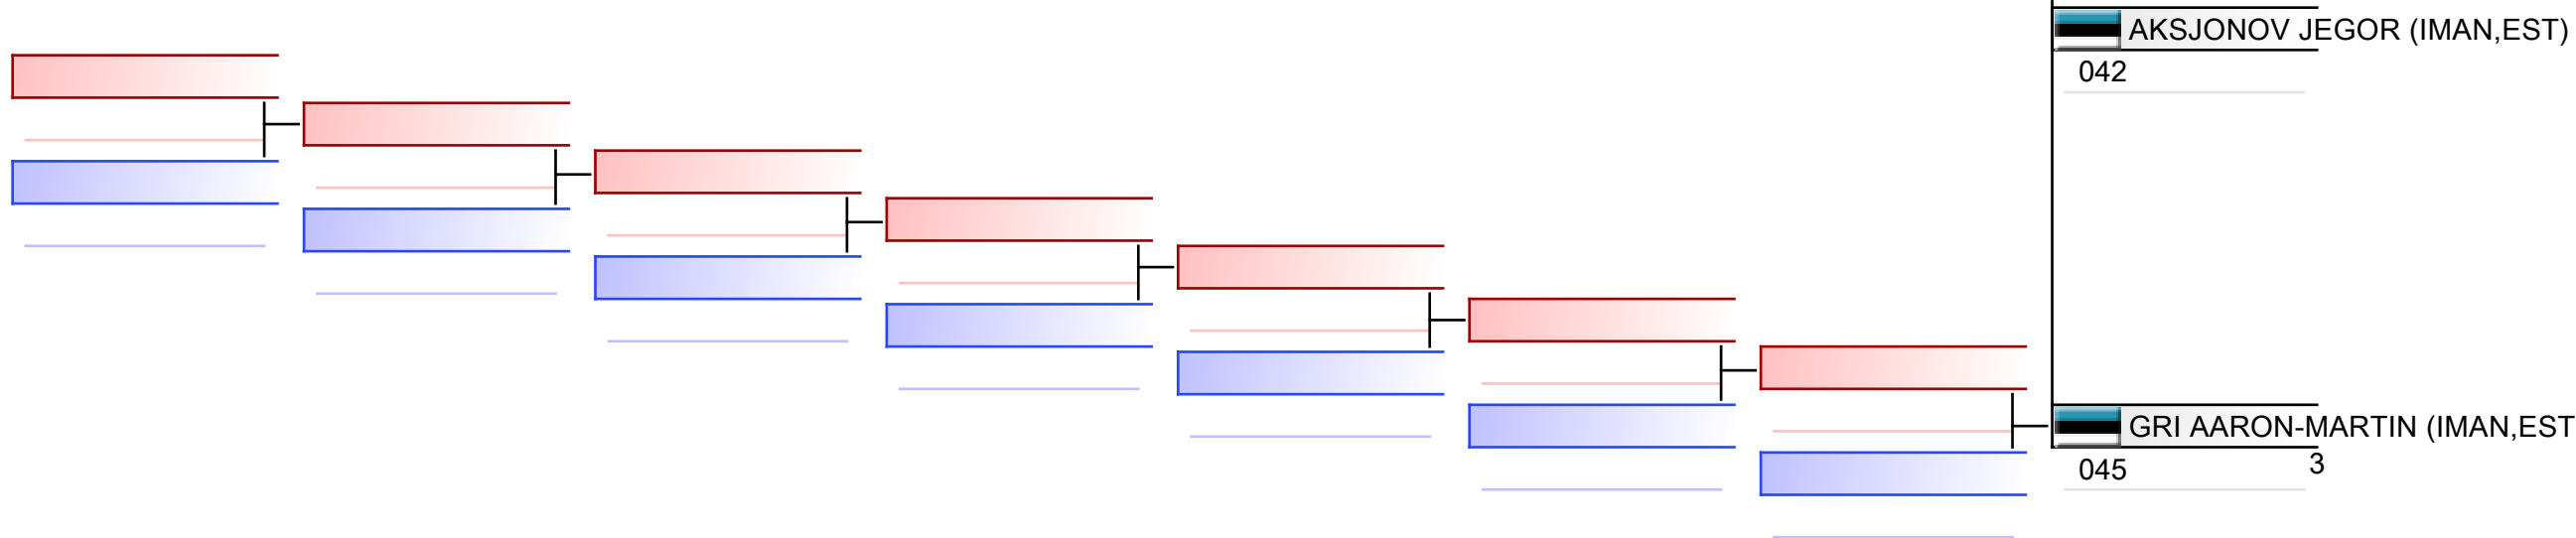 AKSJONOV JEGOR (IMAN,EST)
042
GRI AARON-MARTIN (IMAN,EST
3
045